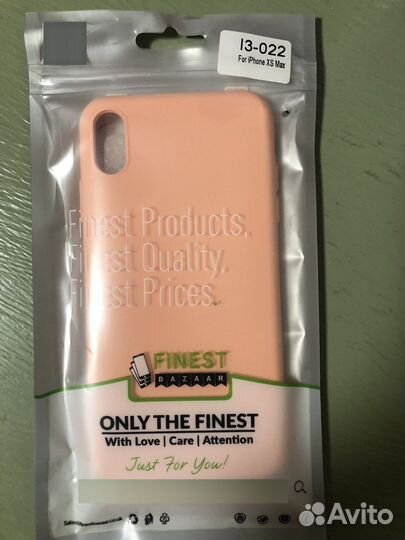 I3-022
For iPhone XS Max
Finest Products.
Finest Quality.
Finest Prices.
FINEST
BAZAAR
ONLY THE FINEST
With Love | Care | Attention
Just For You!
Avito